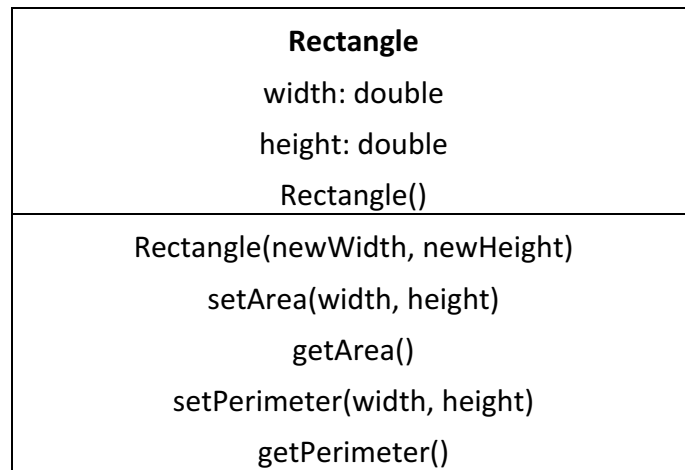 Rectangle
width: double
height: double
Rectangle()
Rectangle(newWidth, newHeight)
setArea(width, height)
getArea()
setPerimeter(width, height)
getPerimeter()